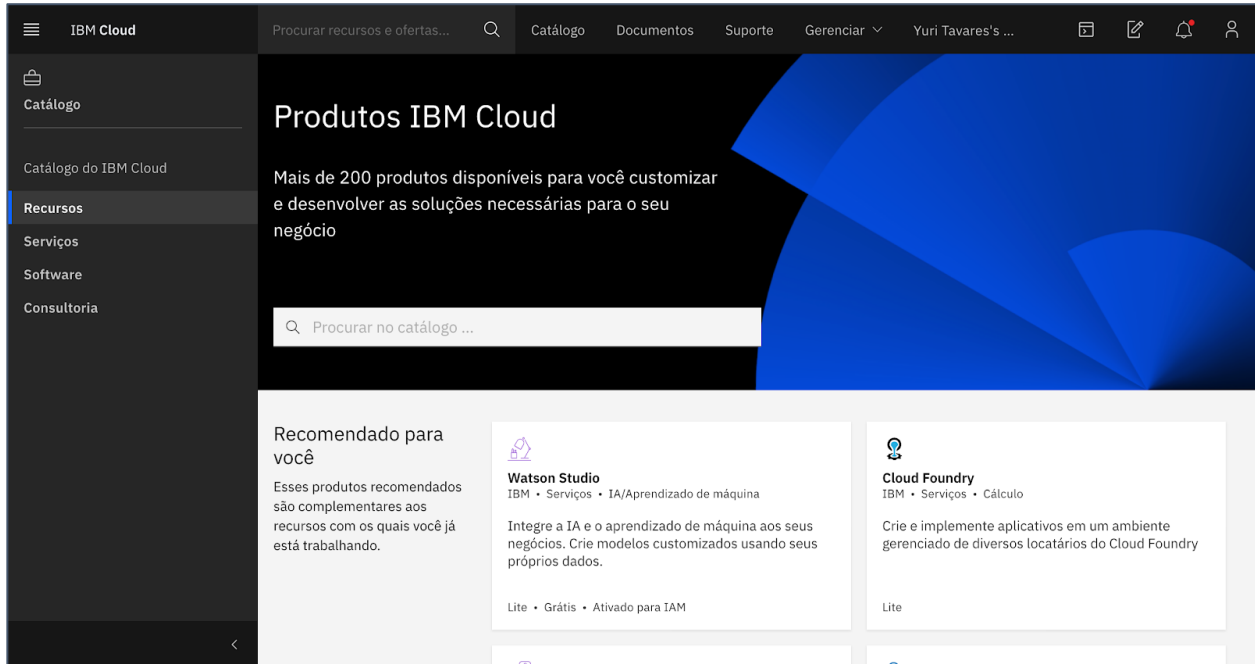 IBM Cloud
Procurar recursos e ofertas...
Catálogo
Documentos
Suporte
Gerenciar
Yuri Tavares's ...
Catálogo
Catálogo do IBM Cloud
Recursos
Serviços
Software
Consultoria
Produtos IBM Cloud
Mais de 200 produtos disponíveis para você customizar
e desenvolver as soluções necessárias para o seu
negócio
Procurar no catálogo ...
Recomendado para
você
Esses produtos recomendados
são complementares aos
recursos com os quais você já
está trabalhando.
Watson Studio
IBM • Serviços • IA/Aprendizado de máquina
Integre a IA e o aprendizado de máquina aos seus
negócios. Crie modelos customizados usando seus
próprios dados.
Lite • Grátis • Ativado para IAM
Cloud Foundry
IBM • Serviços • Cálculo
Crie e implemente aplicativos em um ambiente
gerenciado de diversos locatários do Cloud Foundry
Lite